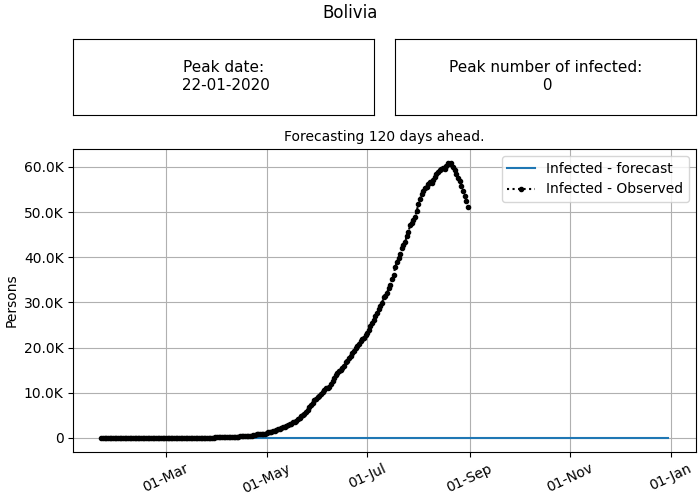 Bolivia
Peak date:
22-01-2020
Peak number of infected:
0
Forecasting 120 days ahead.
Infected - forecast
Infected - Observed
Persons
60.0K
50.0K
40.0K
30.0K
20.0K
10.0K
0
01-Mar
01-May
01-Jul
01-Sep
01-Nov
01-Jan